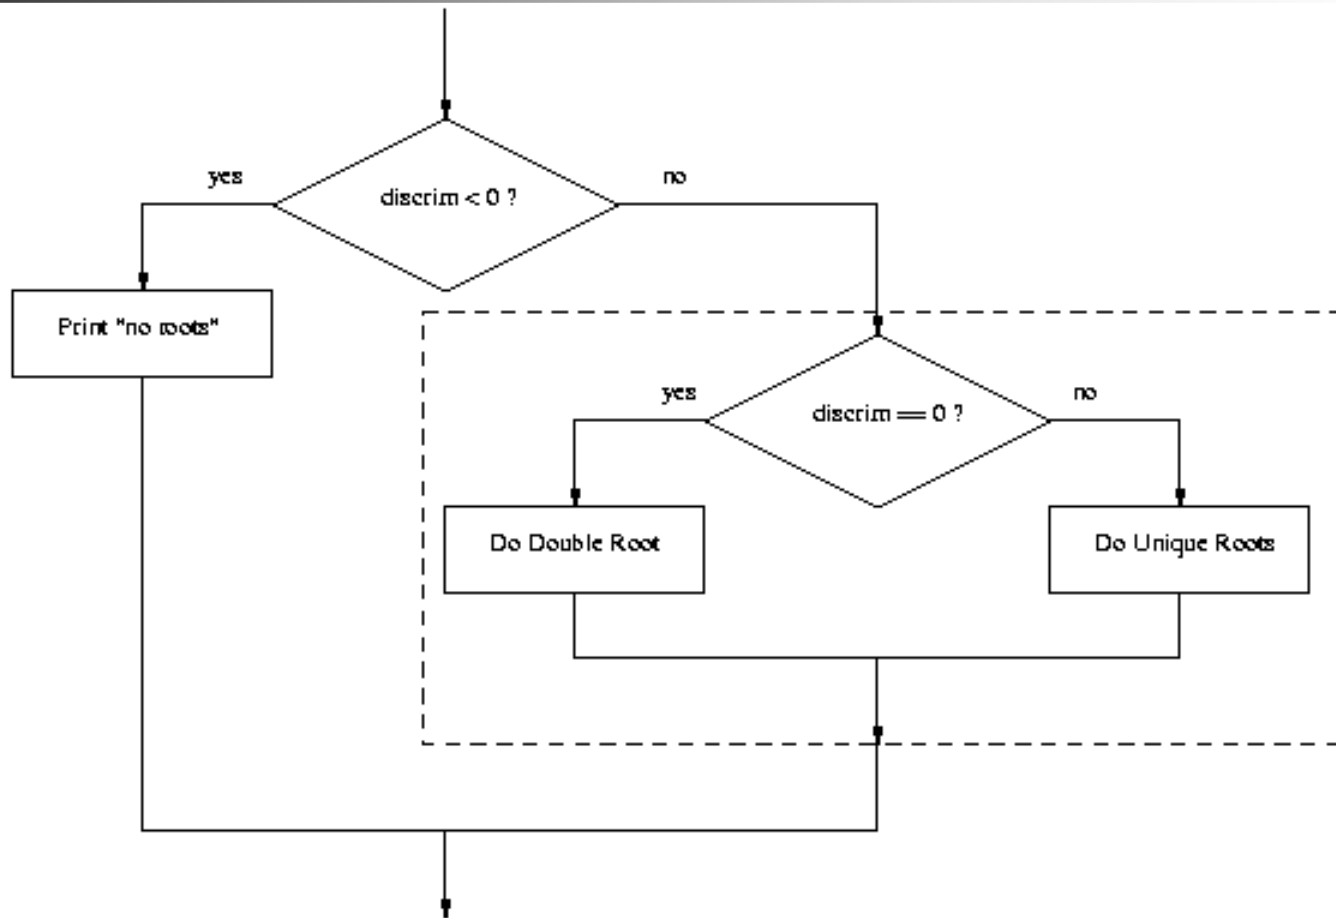 yes
discrim < 0 ?
no
Print "no roots"
yes
discrim == 0 ?
no
Do Double Root
Do Unique Roots